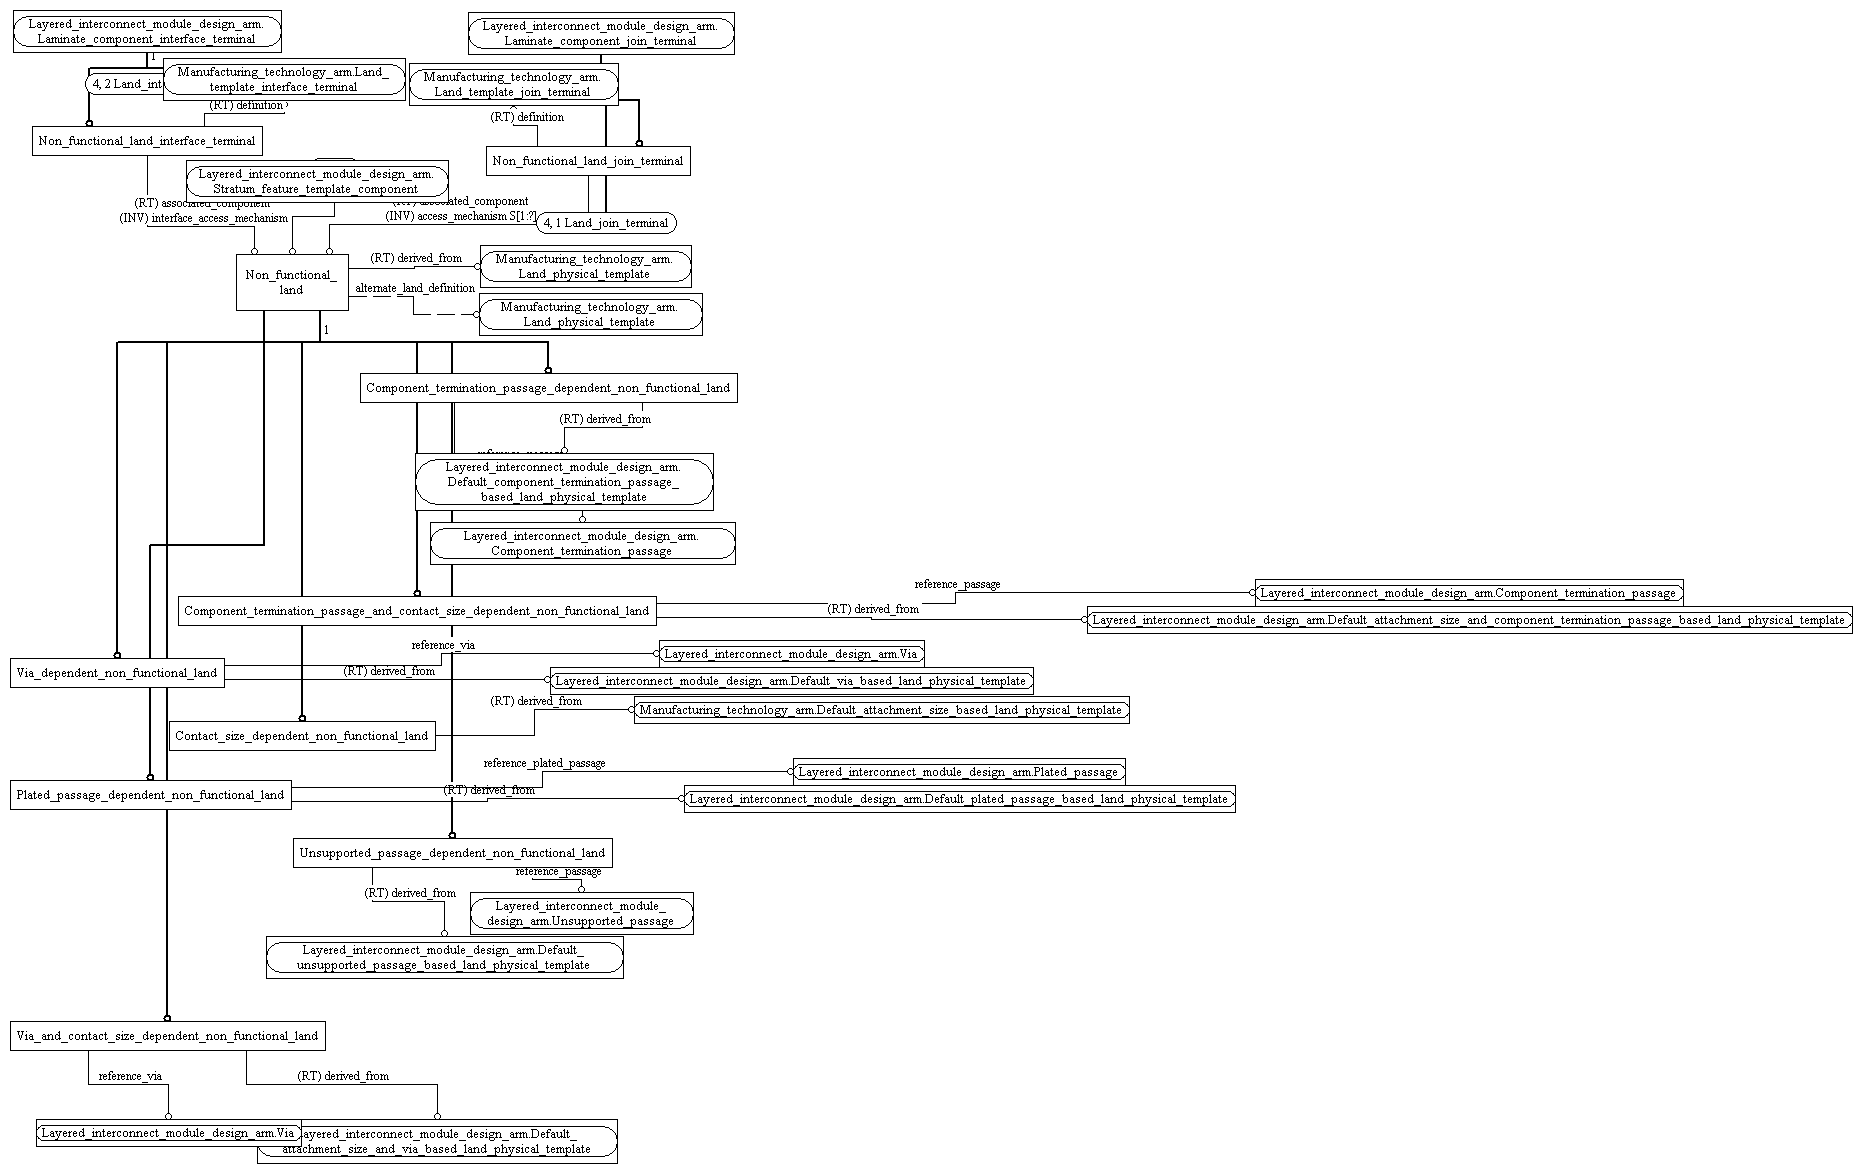 Layered_interconnect_module_design_arm.
Laminate_component_interface_terminal
Layered_interconnect_module_design_arm.
Laminate_component_join_terminal
1
4, 2 Land_int
Manufacturing_technology_arm.Land_
template_interface_terminal
Manufacturing_technology_arm.
Land_template_join_terminal
(RT) definition
(RT) definition
Non_functional_land_interface_terminal
Non_functional_land_join_terminal
Layered_interconnect_module_design_arm.
Stratum_feature_template_component
(RT) associated_component
(INV) interface_access_mechanism
(RT) associated_component
(INV) access_mechanism S[1:?]
4, 1 Land_join_terminal
Non_functional_
land
(RT) derived_from
Manufacturing_technology_arm.
Land_physical_template
alternate_land_definition
Manufacturing_technology_arm.
Land_physical_template
1
Component_termination_passage_dependent_non_functional_land
(RT) derived_from
reference_passage
Layered_interconnect_module_design_arm.
Default_component_termination_passage_
based_land_physical_template
Layered_interconnect_module_design_arm.
Component_termination_passage
Component_termination_passage_and_contact_size_dependent_non_functional_land
reference_passage
Layered_interconnect_module_design_arm.Component_termination_passage
(RT) derived_from
Layered_interconnect_module_design_arm.Default_attachment_size_and_component_termination_passage_based_land_physical_template
Via_dependent_non_functional_land
reference_via
Layered_interconnect_module_design_arm.Via
(RT) derived_from
Layered_interconnect_module_design_arm.Default_via_based_land_physical_template
Contact_size_dependent_non_functional_land
(RT) derived_from
Manufacturing_technology_arm.Default_attachment_size_based_land_physical_template
Plated_passage_dependent_non_functional_land
reference_plated_passage
Layered_interconnect_module_design_arm.Plated_passage
(RT) derived_from
Layered_interconnect_module_design_arm.Default_plated_passage_based_land_physical_template
Unsupported_passage_dependent_non_functional_land
reference_passage
(RT) derived_from
Layered_interconnect_module_
design_arm.Unsupported_passage
Layered_interconnect_module_design_arm.Default_
unsupported_passage_based_land_physical_template
Via_and_contact_size_dependent_non_functional_land
reference_via
(RT) derived_from
Layered_interconnect_module_design_arm.Via
ayered_interconnect_module_design_arm.Default_
attachment_size_and_via_based_land_physical_template